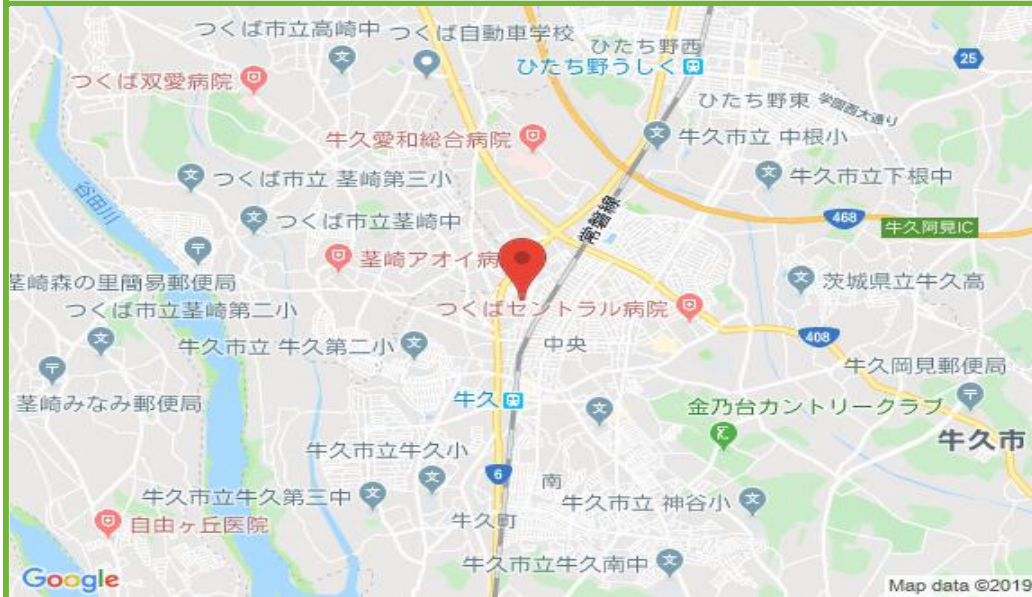 つくば市立高崎中
つくば自動車学校
ひたち野西
ひたち野うしく
25
つくば双愛病院
ひたち野東
学園西大通り
牛久愛和総合病院
牛久市立 中根小
つくば市立 茎崎第三小
牛久市立下根中
谷田川
つくば市立茎崎中
常磐線
468
牛久阿見IC
茎崎アオイ病
茎崎森の里簡易郵便局
茨城県立牛久高
つくば市立茎崎第二小
つくばセントラル病院
牛久市立 牛久第二小
中央
408
牛久岡見郵便局
茎崎みなみ郵便局
牛久
金乃台カントリークラブ
牛久市
牛久市立牛久小
6
南
牛久市立牛久第三中
牛久市立 神谷小
自由ヶ丘医院
牛久町
牛久市立牛久南中
Google
Map data ©2019